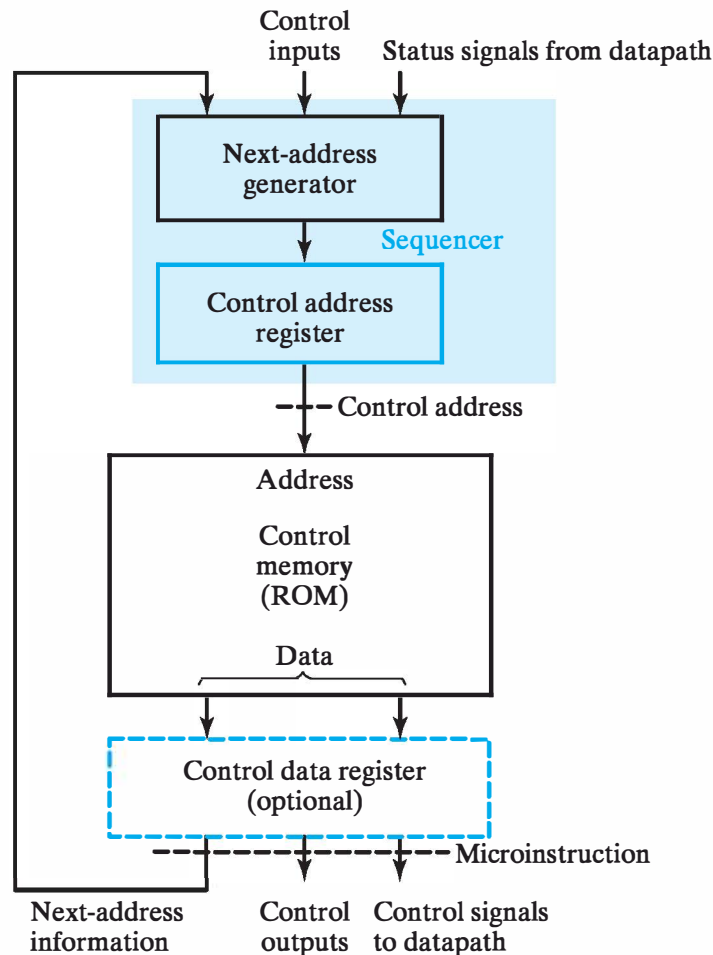 Control
inputs
Status signals from datapath
Next-address
generator
Sequencer
Control address
register
Control address
Address
Control
memory
(ROM)
Data
Control data register
(optional)
Microinstruction
Next-address
information
Control
outputs
Control signals
to datapath